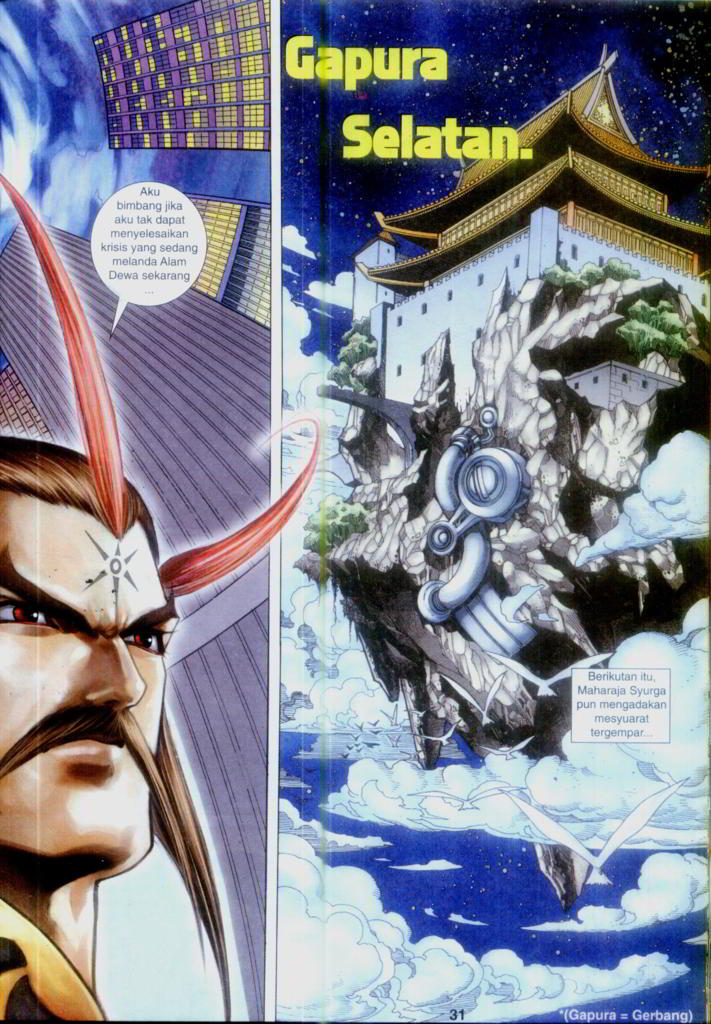 Aku
bimbang jika
aku tak dapat
menyelesaikan
krisis yang sedang
melanda Alam
Dewa sekarang
...
Gapura
Selatan.
Berikutan itu,
Maharaja Syurga
pun mengadakan
mesyuarat
tergempar...
31
*(Gapura = Gerbang)